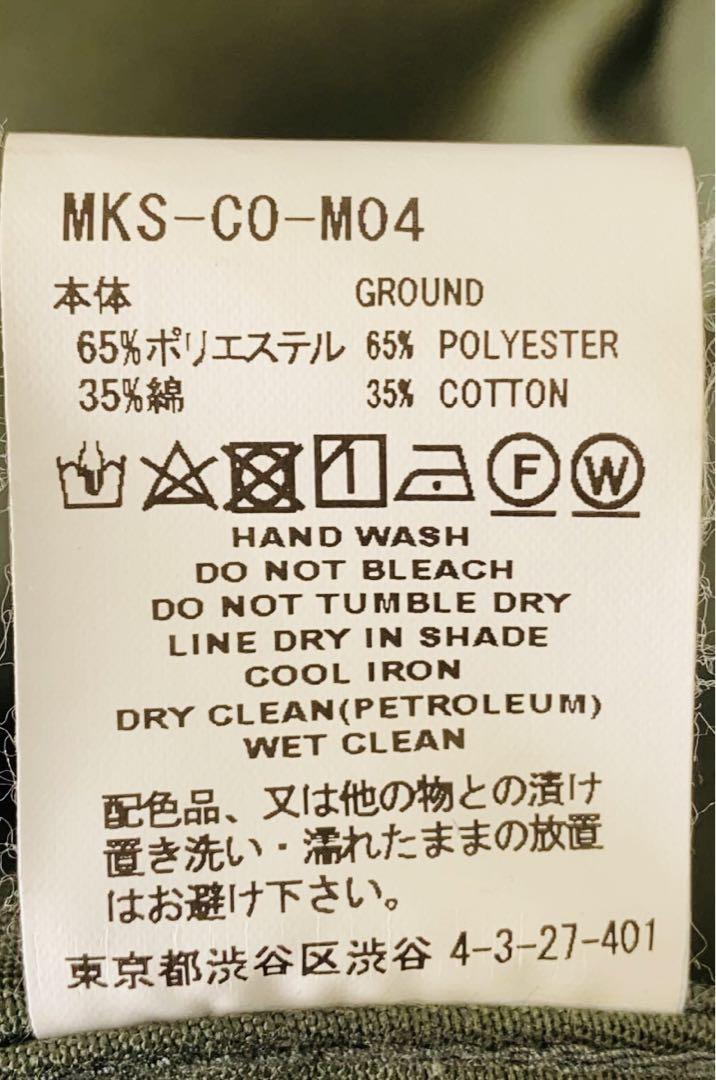 MKS-CO-M04
本体 GROUND
65%ポリエステル 65% POLYESTER
35%綿 35% COTTON
F W
HAND WASH
DO NOT BLEACH
DO NOT TUMBLE DRY
LINE DRY IN SHADE
COOL IRON
DRY CLEAN(PETROLEUM)
WET CLEAN
配色品、又は他の物との漬け
置き洗い・濡れたままの放置
はお避け下さい。
東京都渋谷区渋谷 4-3-27-401